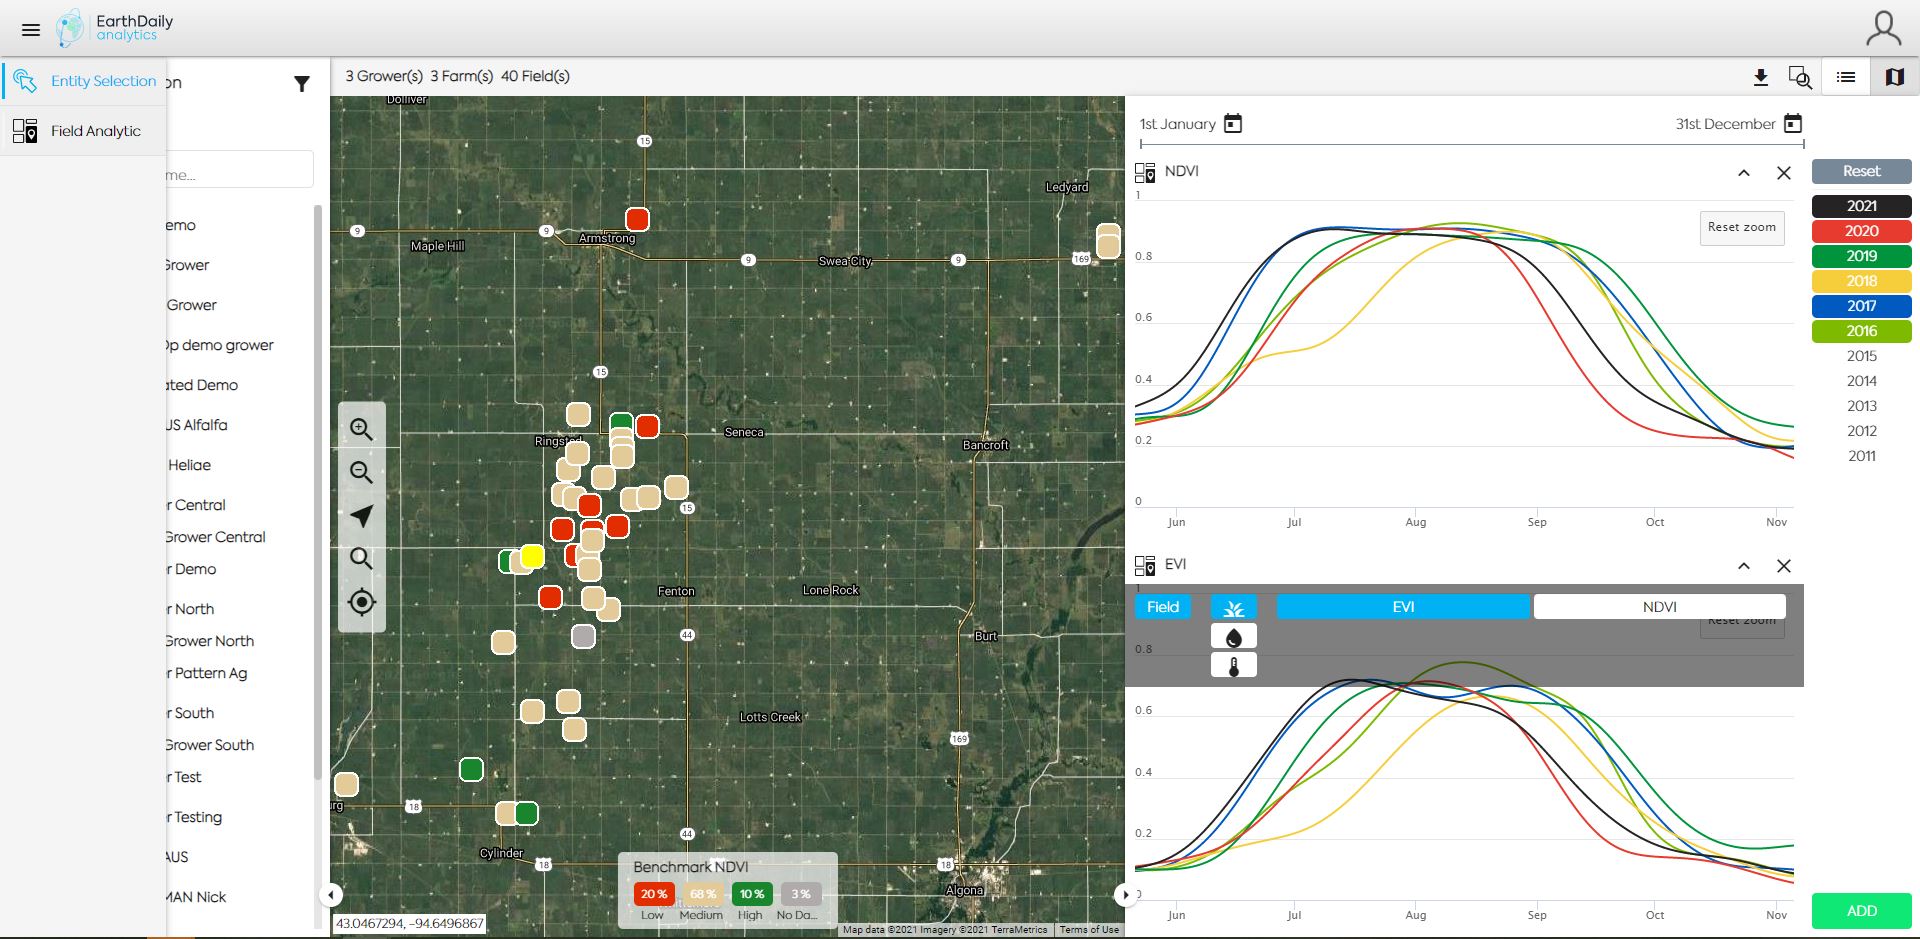 EarthDaily
analytics
Entity Selection
Field Analytic
on
me...
emo
Grower
Grower
Op demo grower
ated Demo
US Alfalfa
Heliae
r Central
Grower Central
r Demo
r North
Grower North
r Pattern Ag
r South
Grower South
r Test
r Testing
AUS
MAN Nick
3 Grower(s) 3 Farm(s) 40 Field(s)
Dolliver
15
Ledyard
9
Maple Hill
9
Armstrong
9
Swea City
9
169
15
Ringsted
Seneca
Bancroft
15
Fenton
Lone Rock
44
Burt
Lotts Creek
169
rg
18
44
Cylinder
18
18
Algona
Benchmark NDVI
20 %
68 %
10 %
3 %
Low
Medium
High
No Da...
43.0467294, -94.6496867
Map data ©2021 Imagery ©2021 TerraMetrics
Terms of Use
1st January
31st December
NDVI
Reset zoom
1
0.8
0.6
0.4
0.2
0
Jun
Jul
Aug
Sep
Oct
Nov
EVI
1
Field
EVI
NDVI
Reset zoom
0.8
0.6
0.4
0.2
0
Jun
Jul
Aug
Sep
Oct
Nov
Reset
2021
2020
2019
2018
2017
2016
2015
2014
2013
2012
2011
ADD